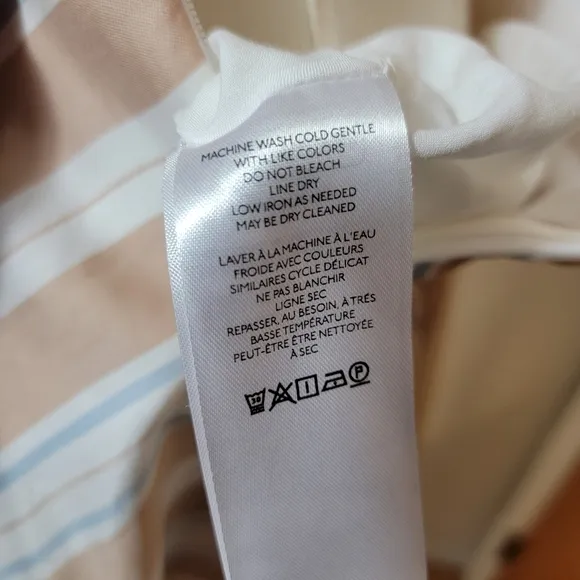 MACHINE WASH COLD GENTLE
WITH LIKE COLORS
DO NOT BLEACH
LINE DRY
LOW IRON AS NEEDED
MAY BE DRY CLEANED
LAVER À LA MACHINE À L'EAU
FROIDE AVEC COULEURS
SIMILAIRES CYCLE DÉLICAT
NE PAS BLANCHIR
LIGNE SEC
REPASSER, AU BESOIN, À TRÉS
BASSE TEMPÉRATURE
PEUT-ÊTRE ÊTRE NETTOYÉE
À SEC
30 P